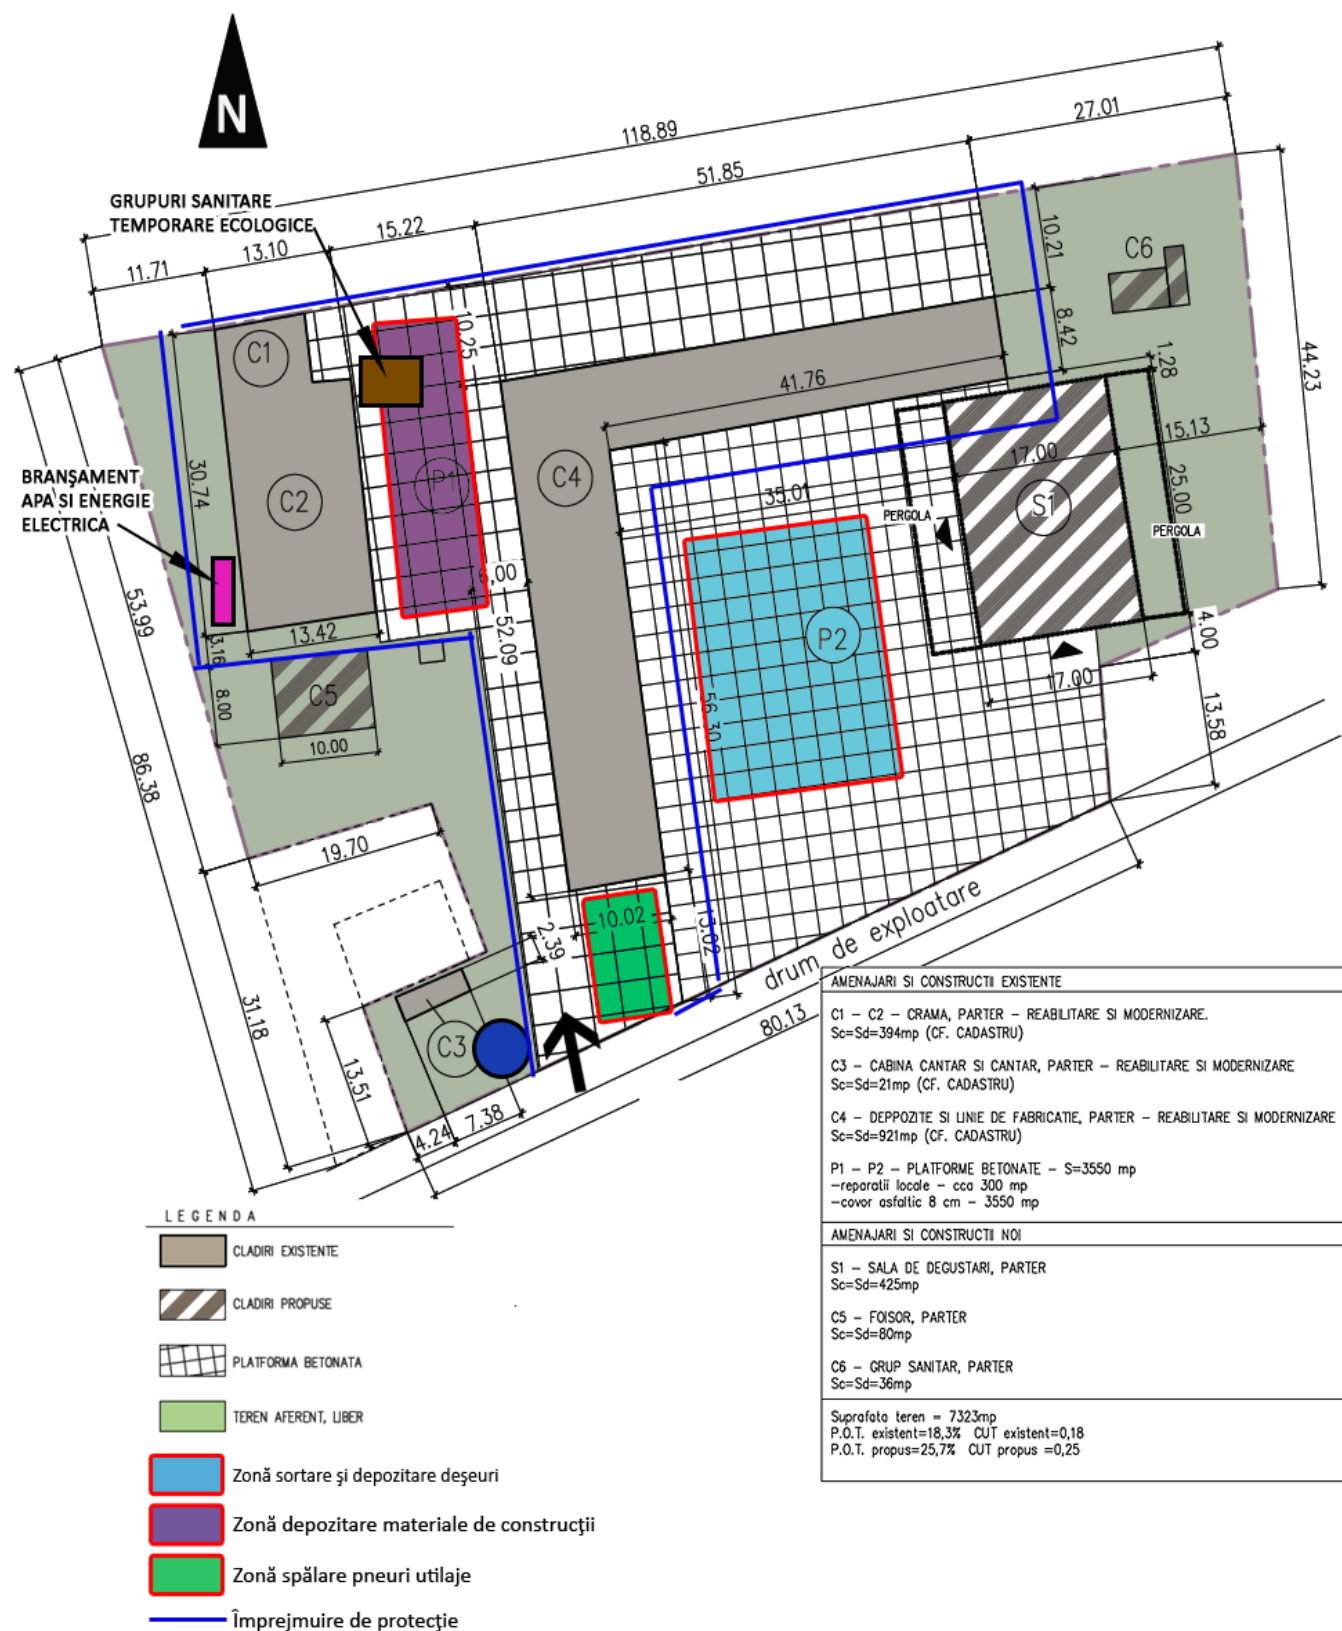 N
118.89
27.01
51.85
GRUPURI SANITARE
TEMPORARE ECOLOGICE
15.22
13.10
11.71
10.21
C6
C1
10.25
8.42
1.28
44.23
41.76
15.13
BRANŞAMENT
APA SI ENERGIE
ELECTRICA
30.74
C2
P1
C4
17.00
35.01
S1
25.00
PERGOLA
PERGOLA
6,00
53.99
13.42
3.16
52.09
P2
4.00
8.00
C5
56.30
17.00
10.00
13.58
86.38
19.70
10.02
2.39
13.02
drum de exploatare
80.13
31.18
C3
13.51
7.38
4.24
AMENAJARI SI CONSTRUCTII EXISTENTE
C1 – C2 – CRAMA, PARTER – REABILITARE SI MODERNIZARE.
Sc=Sd=394mp (CF. CADASTRU)
C3 – CABINA CANTAR SI CANTAR, PARTER – REABILITARE SI MODERNIZARE
Sc=Sd=21mp (CF. CADASTRU)
C4 – DEPPOZITE SI LINIE DE FABRICATIE, PARTER – REABILITARE SI MODERNIZARE
Sc=Sd=921mp (CF. CADASTRU)
P1 – P2 – PLATFORME BETONATE – S=3550 mp
–reparatii locale – cca 300 mp
–covor asfaltic 8 cm – 3550 mp
AMENAJARI SI CONSTRUCTII NOI
S1 – SALA DE DEGUSTARI, PARTER
Sc=Sd=425mp
C5 – FOISOR, PARTER
Sc=Sd=80mp
C6 – GRUP SANITAR, PARTER
Sc=Sd=36mp
Suprafata teren = 7323mp
P.O.T. existent=18,3% CUT existent=0,18
P.O.T. propus=25,7% CUT propus =0,25
LEGENDA
CLADIRI EXISTENTE
CLADIRI PROPUSE
PLATFORMA BETONATA
TEREN AFERENT, LIBER
Zonă sortare şi depozitare deşeuri
Zonă depozitare materiale de construcţii
Zonă spălare pneuri utilaje
Împrejmuire de protecţie